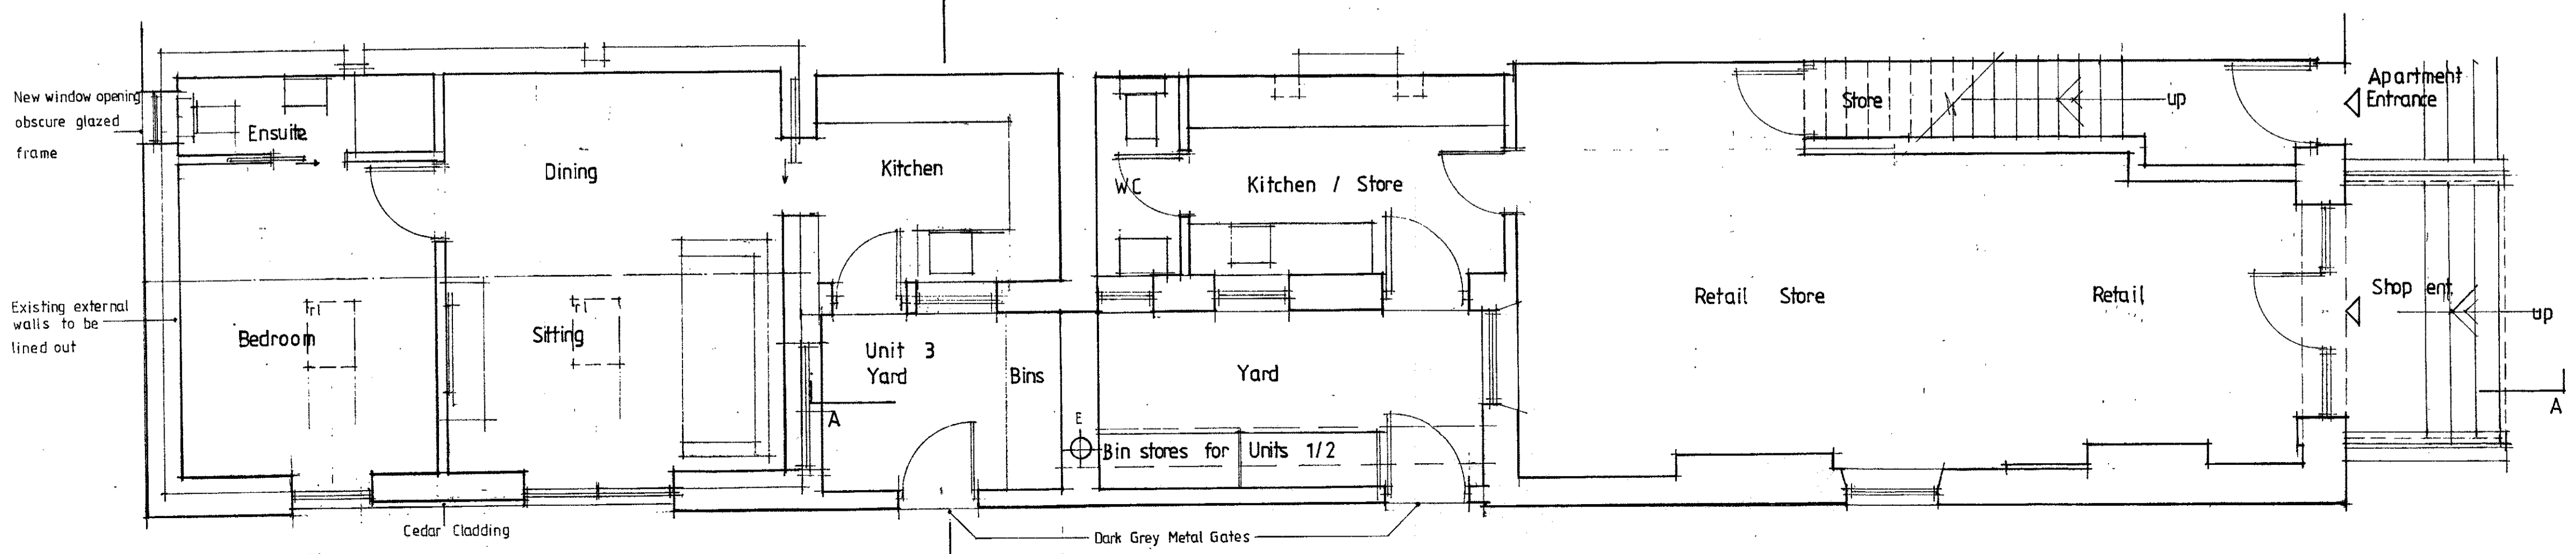 New window opening
obscure glazed
frame
Ensuite
Dining
Kitchen
WC
Kitchen / Store
Store
up
Apartment
Entrance
Existing external
walls to be
lined out
Bedroom
Sitting
Unit 3
Yard
Bins
Yard
Retail Store
Retail
Shop ent
up
A
E
Bin stores for Units 1/2
A
Cedar Cladding
Dark Grey Metal Gates